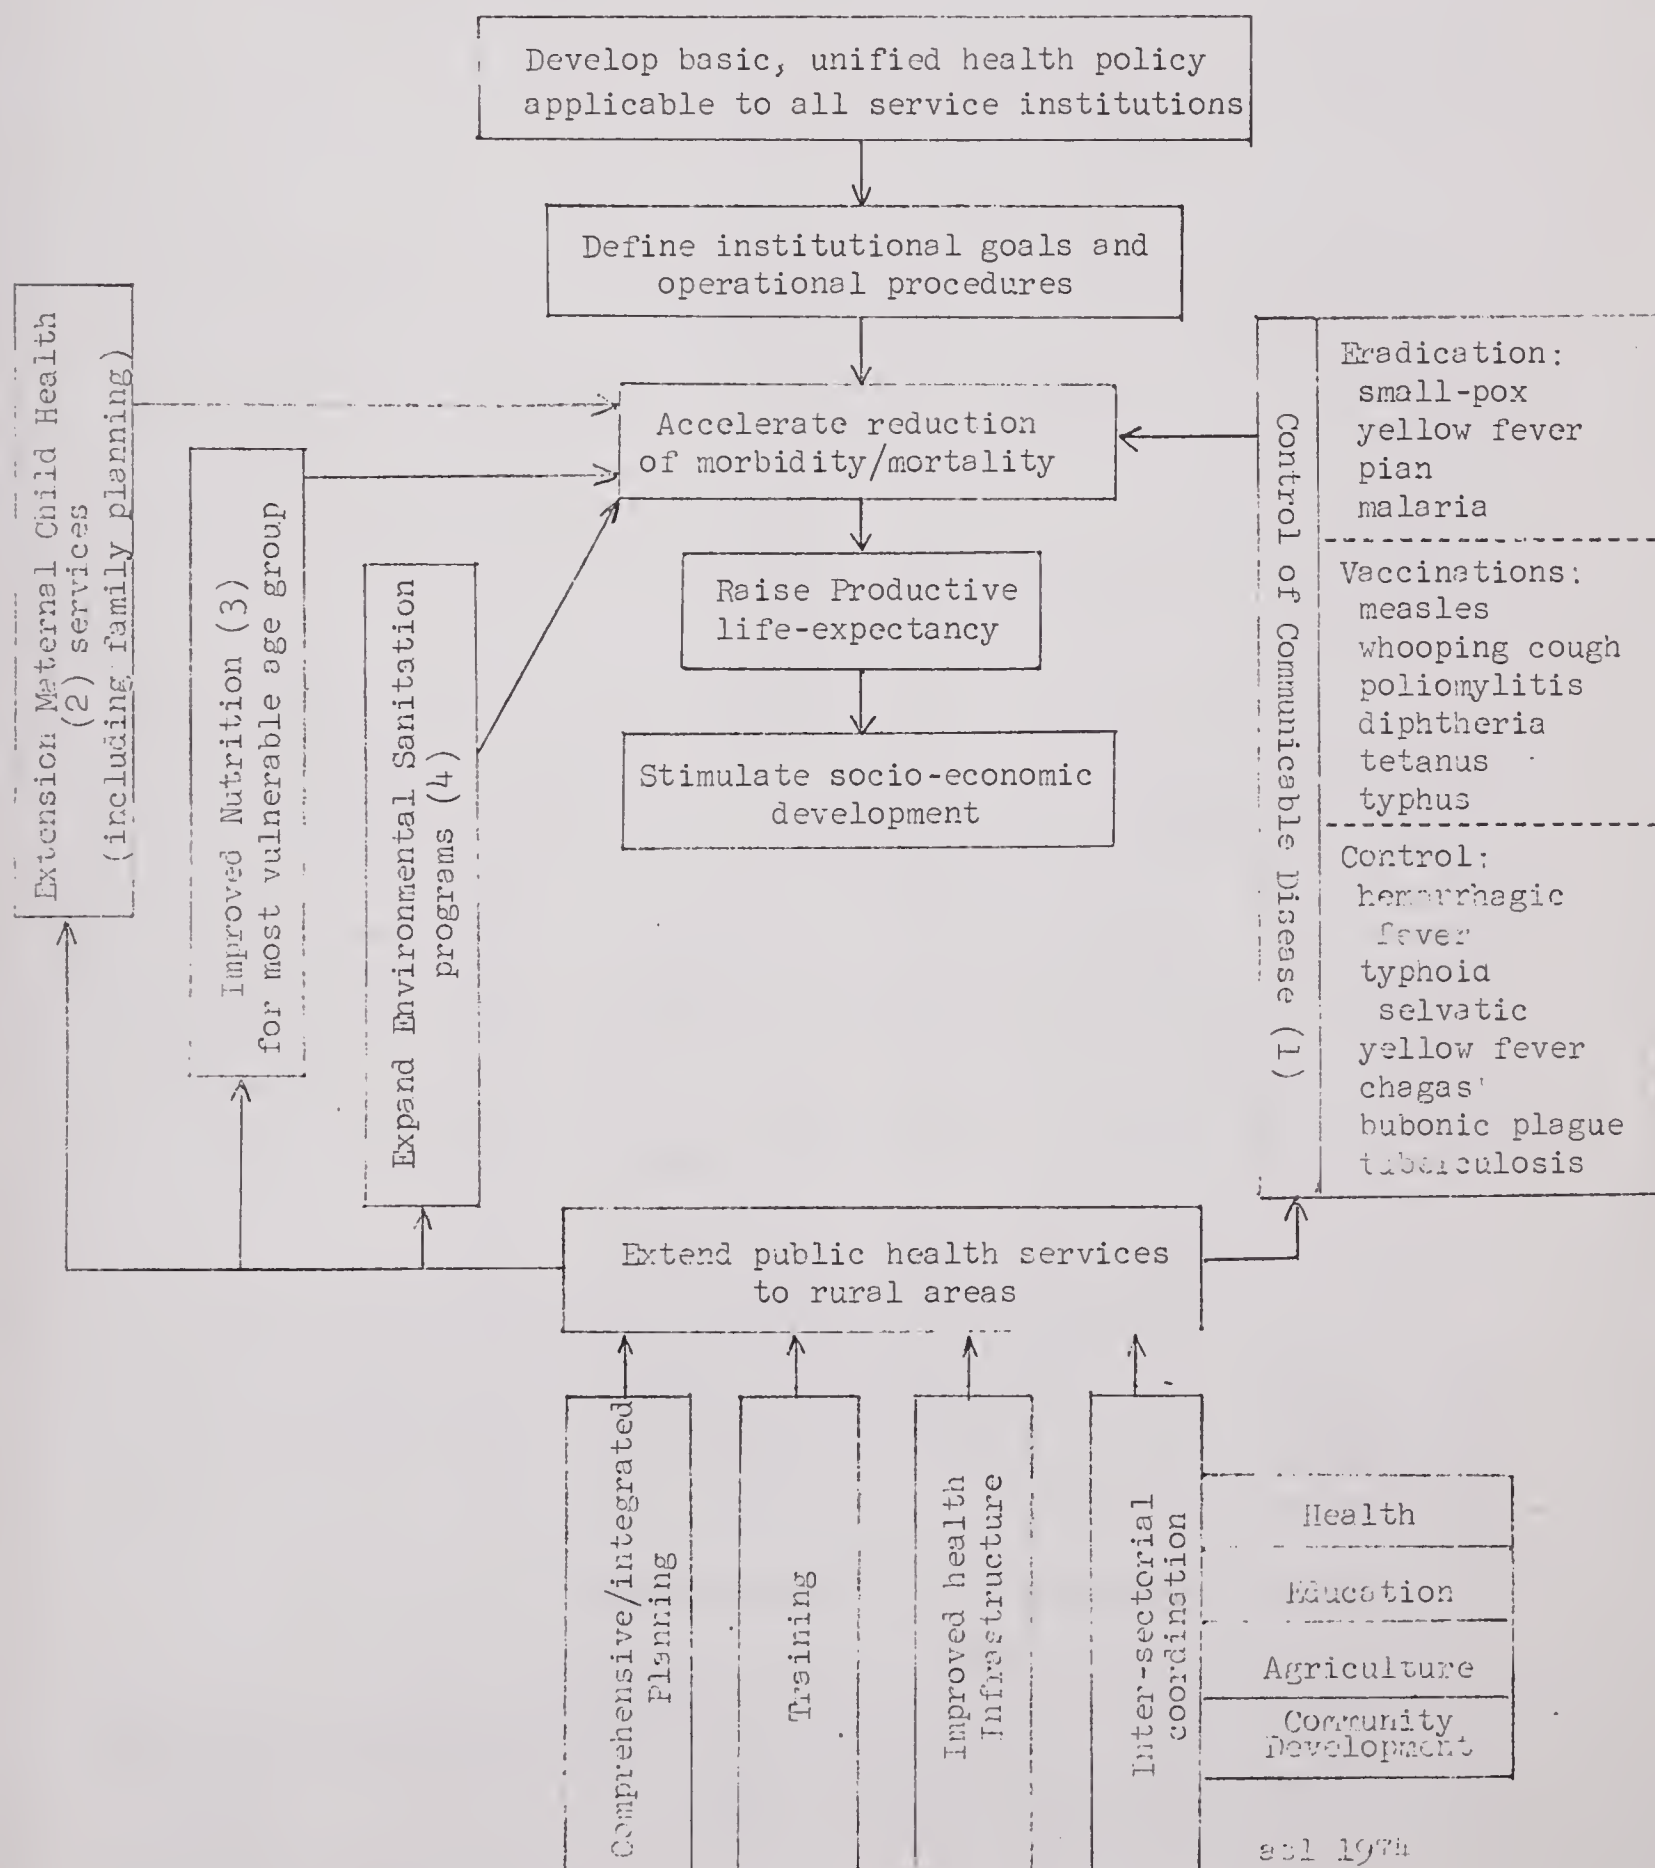 Develop basic, unified health policy
applicable to all service institutions
Define institutional goals and
operational procedures
Accelerate reduction
of morbidity/mortality
Raise Productive
life-expectancy
Stimulate socio-economic
development
Extension Maternal Child Health
(2) services
(including family planning)
Improved Nutrition (3)
for most vulnerable age group
Expand Environmental Sanitation
programs (4)
Control of Communicable Disease (1)
Eradication:
small-pox
yellow fever
pian
malaria
Vaccinations:
measles
whooping cough
poliomylitis
diphtheria
tetanus
typhus
Control:
hemorrhagic
fever
typhoid
selvatic
yellow fever
chagas'
bubonic plague
tuberculosis
Extend public health services
to rural areas
Comprehensive/integrated
Planning
Training
Improved health
Infrastructure
Inter-sectorial
coordination
Health
Education
Agriculture
Community
Development
1974